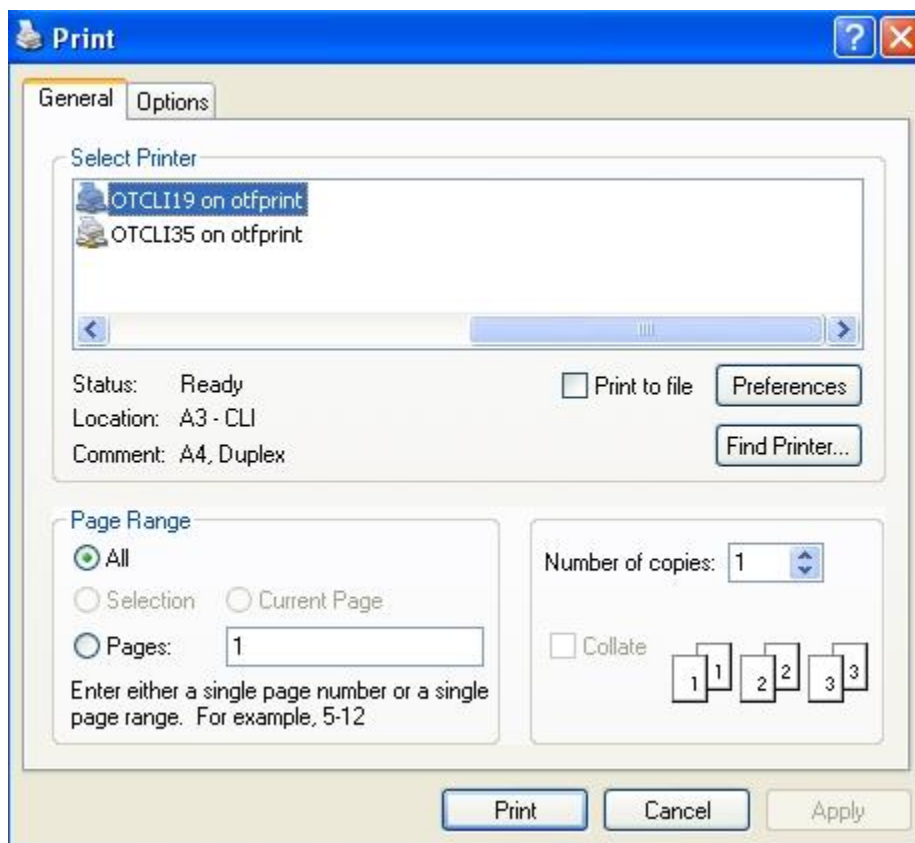 Print
General Options
Select Printer
OTCLI19 on otfprint
OTCLI35 on otfprint
Status: Ready
Location: A3 - CLI
Comment: A4, Duplex
Print to file
Preferences
Find Printer...
Page Range
All
Selection Current Page
Pages: 1
Enter either a single page number or a single
page range. For example, 5-12
Number of copies: 1
Collate
1 1 2 2 3 3
Print Cancel Apply